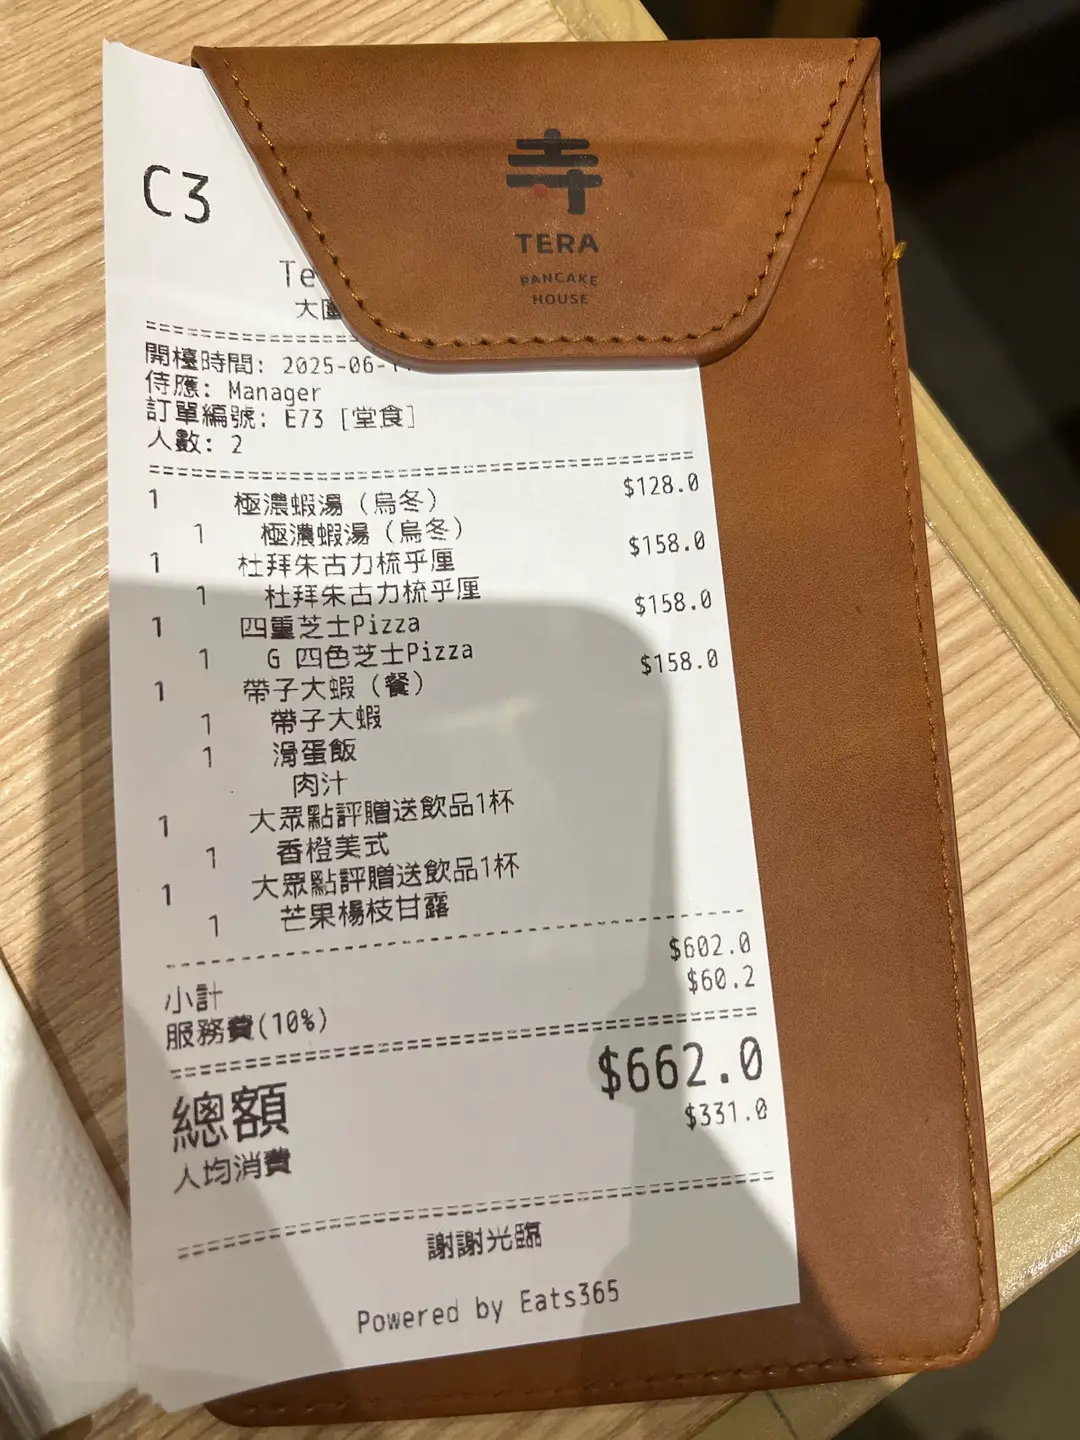 寺
TERA
PANCAKE
HOUSE
C3
Te
大圍
開檯時間: 2025-06-
侍應: Manager
訂單編號: E73 [堂食]
人數: 2
1 極濃蝦湯 (烏冬) $128.0
1 極濃蝦湯 (烏冬)
1 杜拜朱古力梳乎厘 $158.0
1 杜拜朱古力梳乎厘
1 四重芝士Pizza $158.0
1 G 四色芝士Pizza
1 帶子大蝦 (餐) $158.0
1 帶子大蝦
1 滑蛋飯
肉汁
1 大眾點評贈送飲品1杯
1 香橙美式
1 大眾點評贈送飲品1杯
1 芒果楊枝甘露
小計 $602.0
服務費(10%) $60.2
總額 $662.0
人均消費 $331.0
謝謝光臨
Powered by Eats365